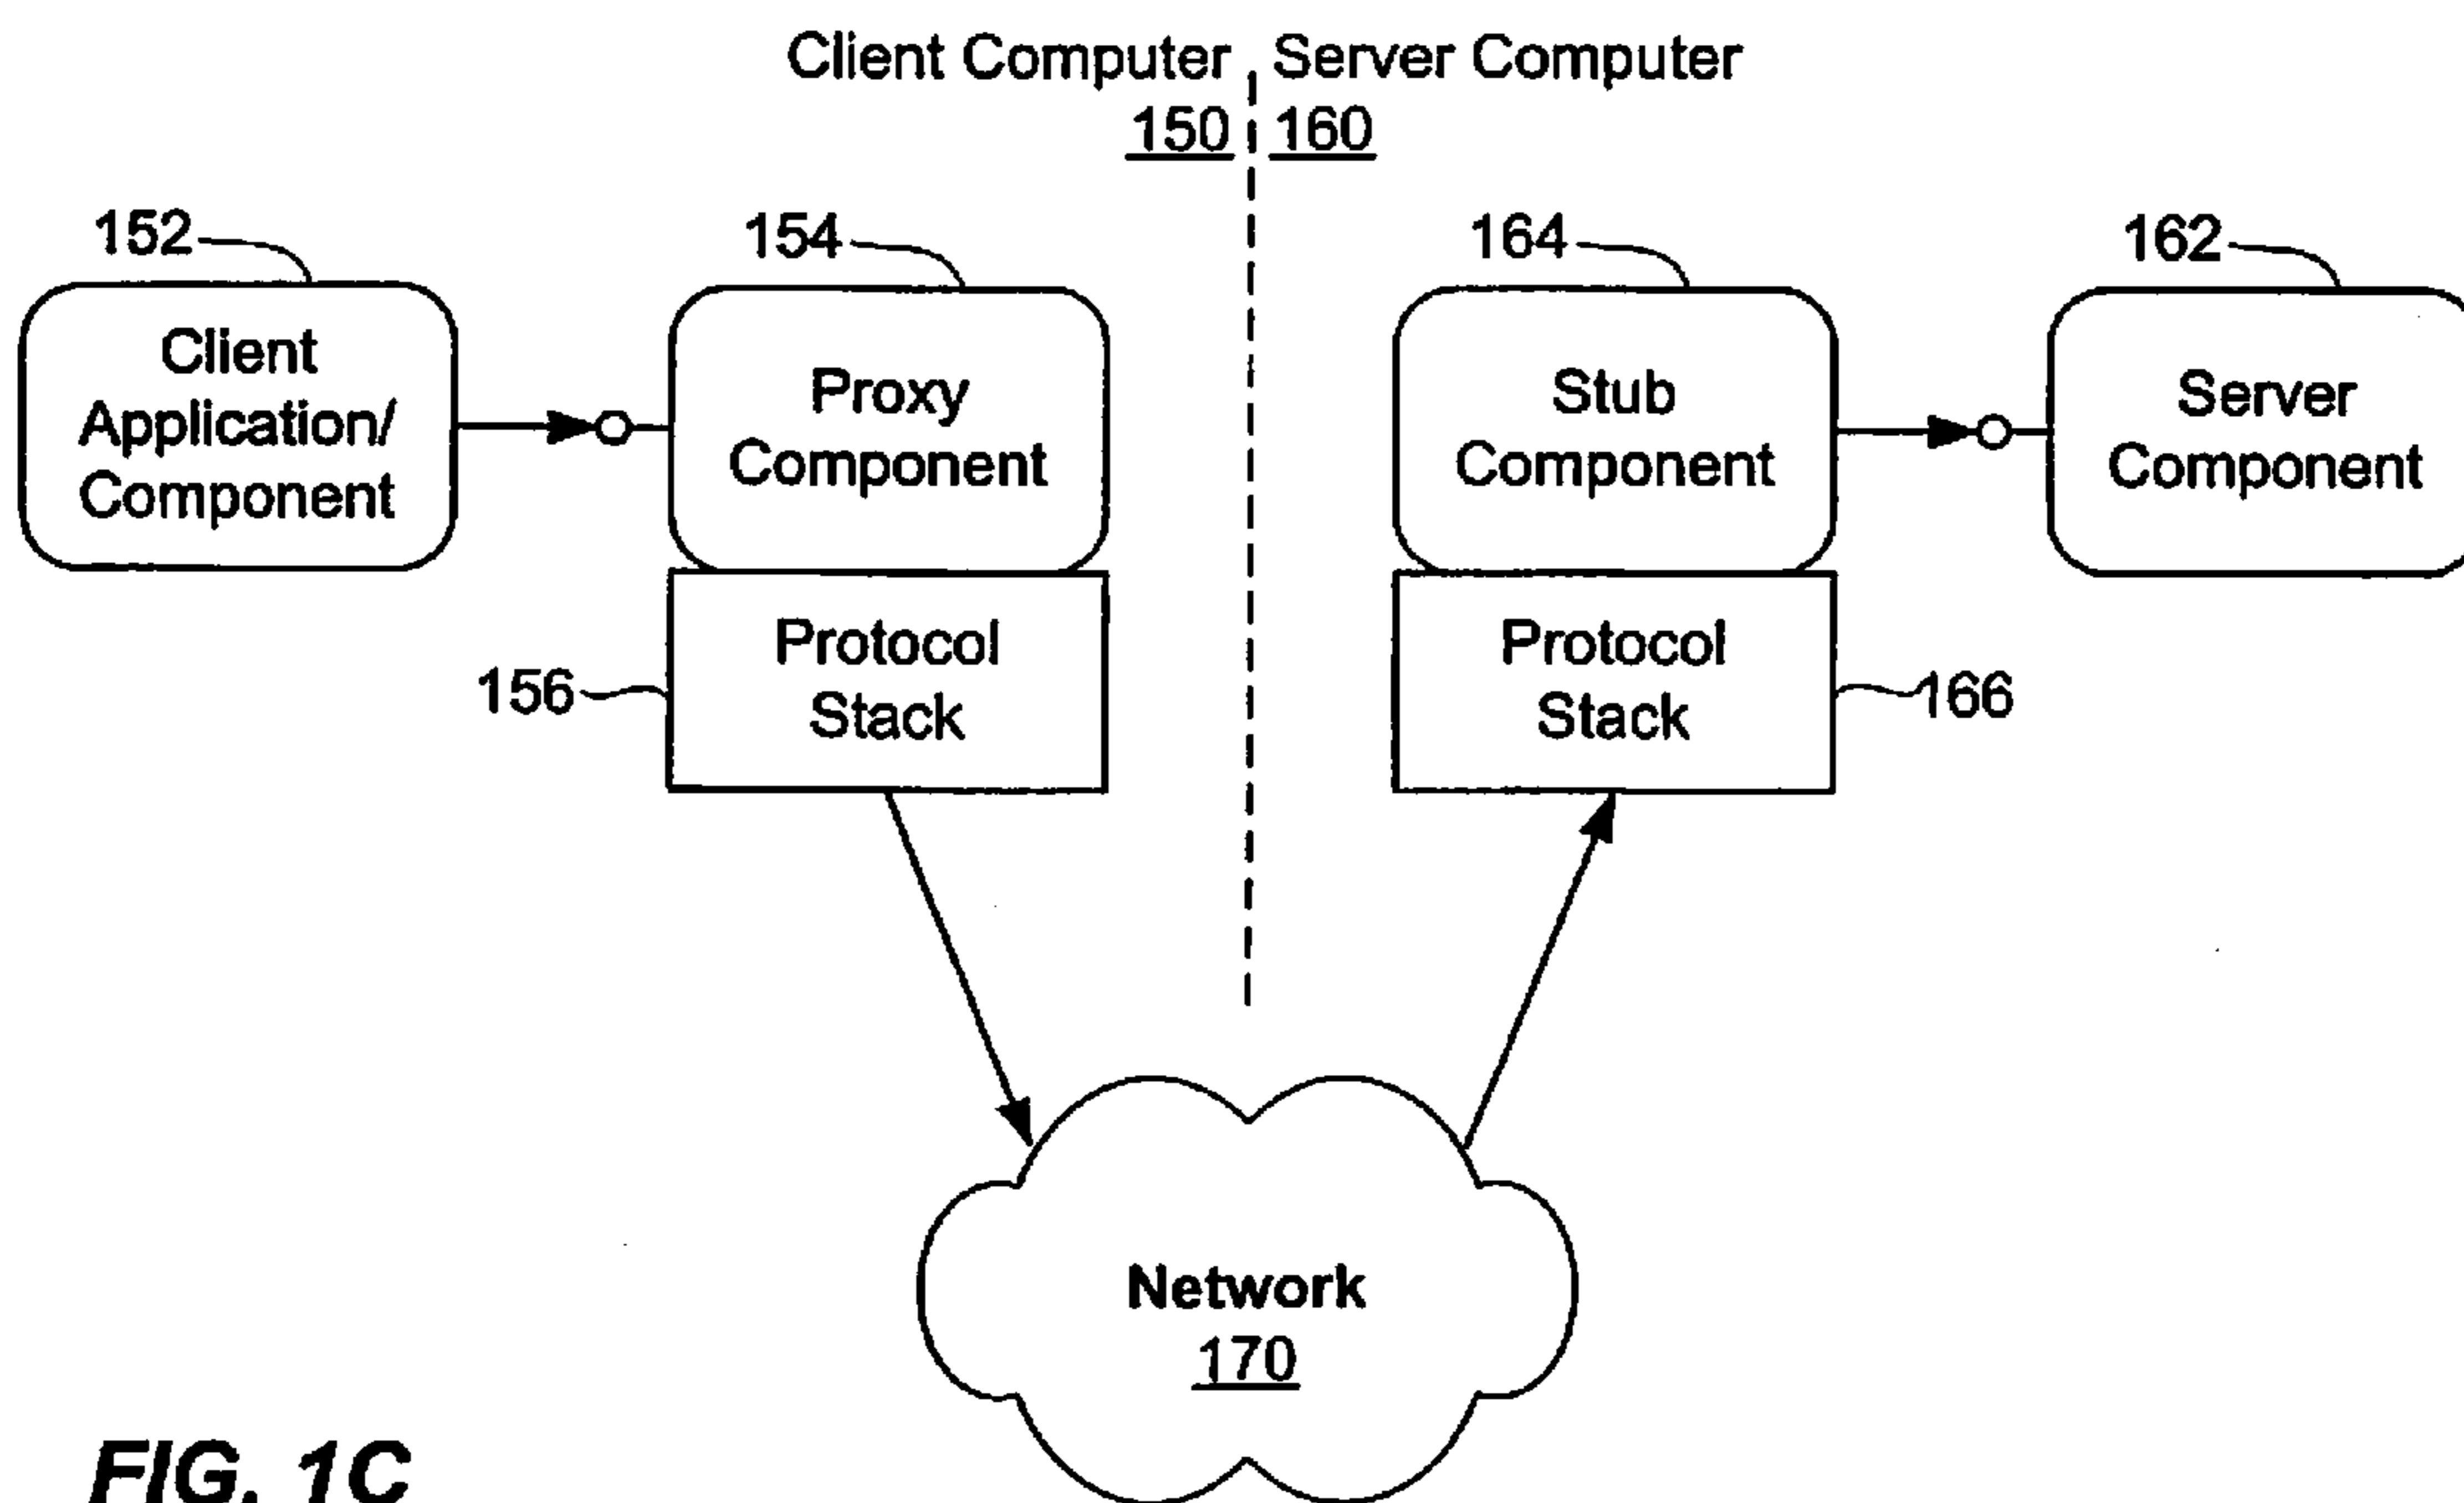 Client Computer
150
Server Computer
160
152
154
164
162
Client
Application/
Component
Proxy
Component
Stub
Component
Server
Component
Protocol
Stack
156
Protocol
Stack
166
Network
170
FIG. 1C